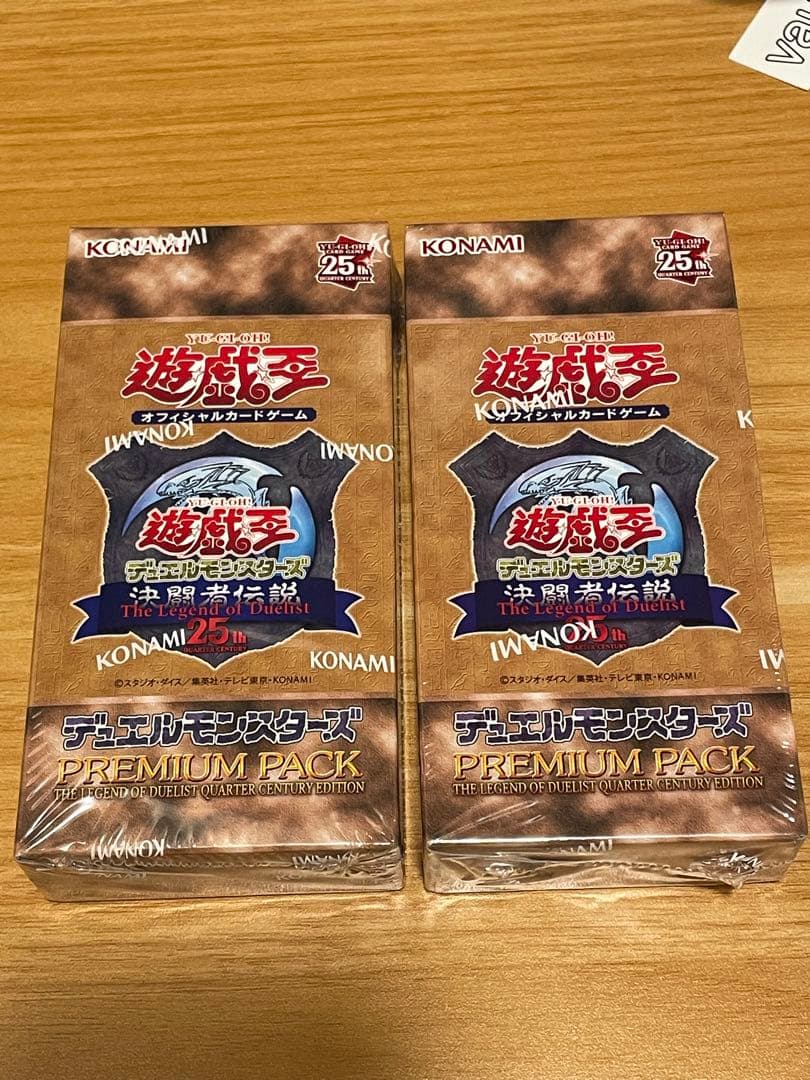 vau
KONAMI
KONAMI
YU-GI-OH!
CARD GAME
25th
QUARTER CENTURY
YU-GI-OH!
遊戯王
オフィシャルカードゲーム
KONAMI
KONAMI
KONAMI
YU-GI-OH!
遊戯王
デュエルモンスターズ
決闘者伝説
The Legend of Duelist
25th
QUARTER CENTURY
KONAMI
KONAMI
©スタジオ・ダイス/集英社・テレビ東京・KONAMI
デュエルモンスターズ
PREMIUM PACK
THE LEGEND OF DUELIST QUARTER CENTURY EDITION
KONAMI
KONAMI
YU-GI-OH!
CARD GAME
25th
QUARTER CENTURY
YU-GI-OH!
遊戯王
KONAMI
オフィシャルカードゲーム
KONAMI
YU-GI-OH!
遊戯王
デュエルモンスターズ
決闘者伝説
The Legend of Duelist
25th
QUARTER CENTURY
KONAMI
KONAMI
©スタジオ・ダイス/集英社・テレビ東京・KONAMI
デュエルモンスターズ
PREMIUM PACK
THE LEGEND OF DUELIST QUARTER CENTURY EDITION
KONAMI